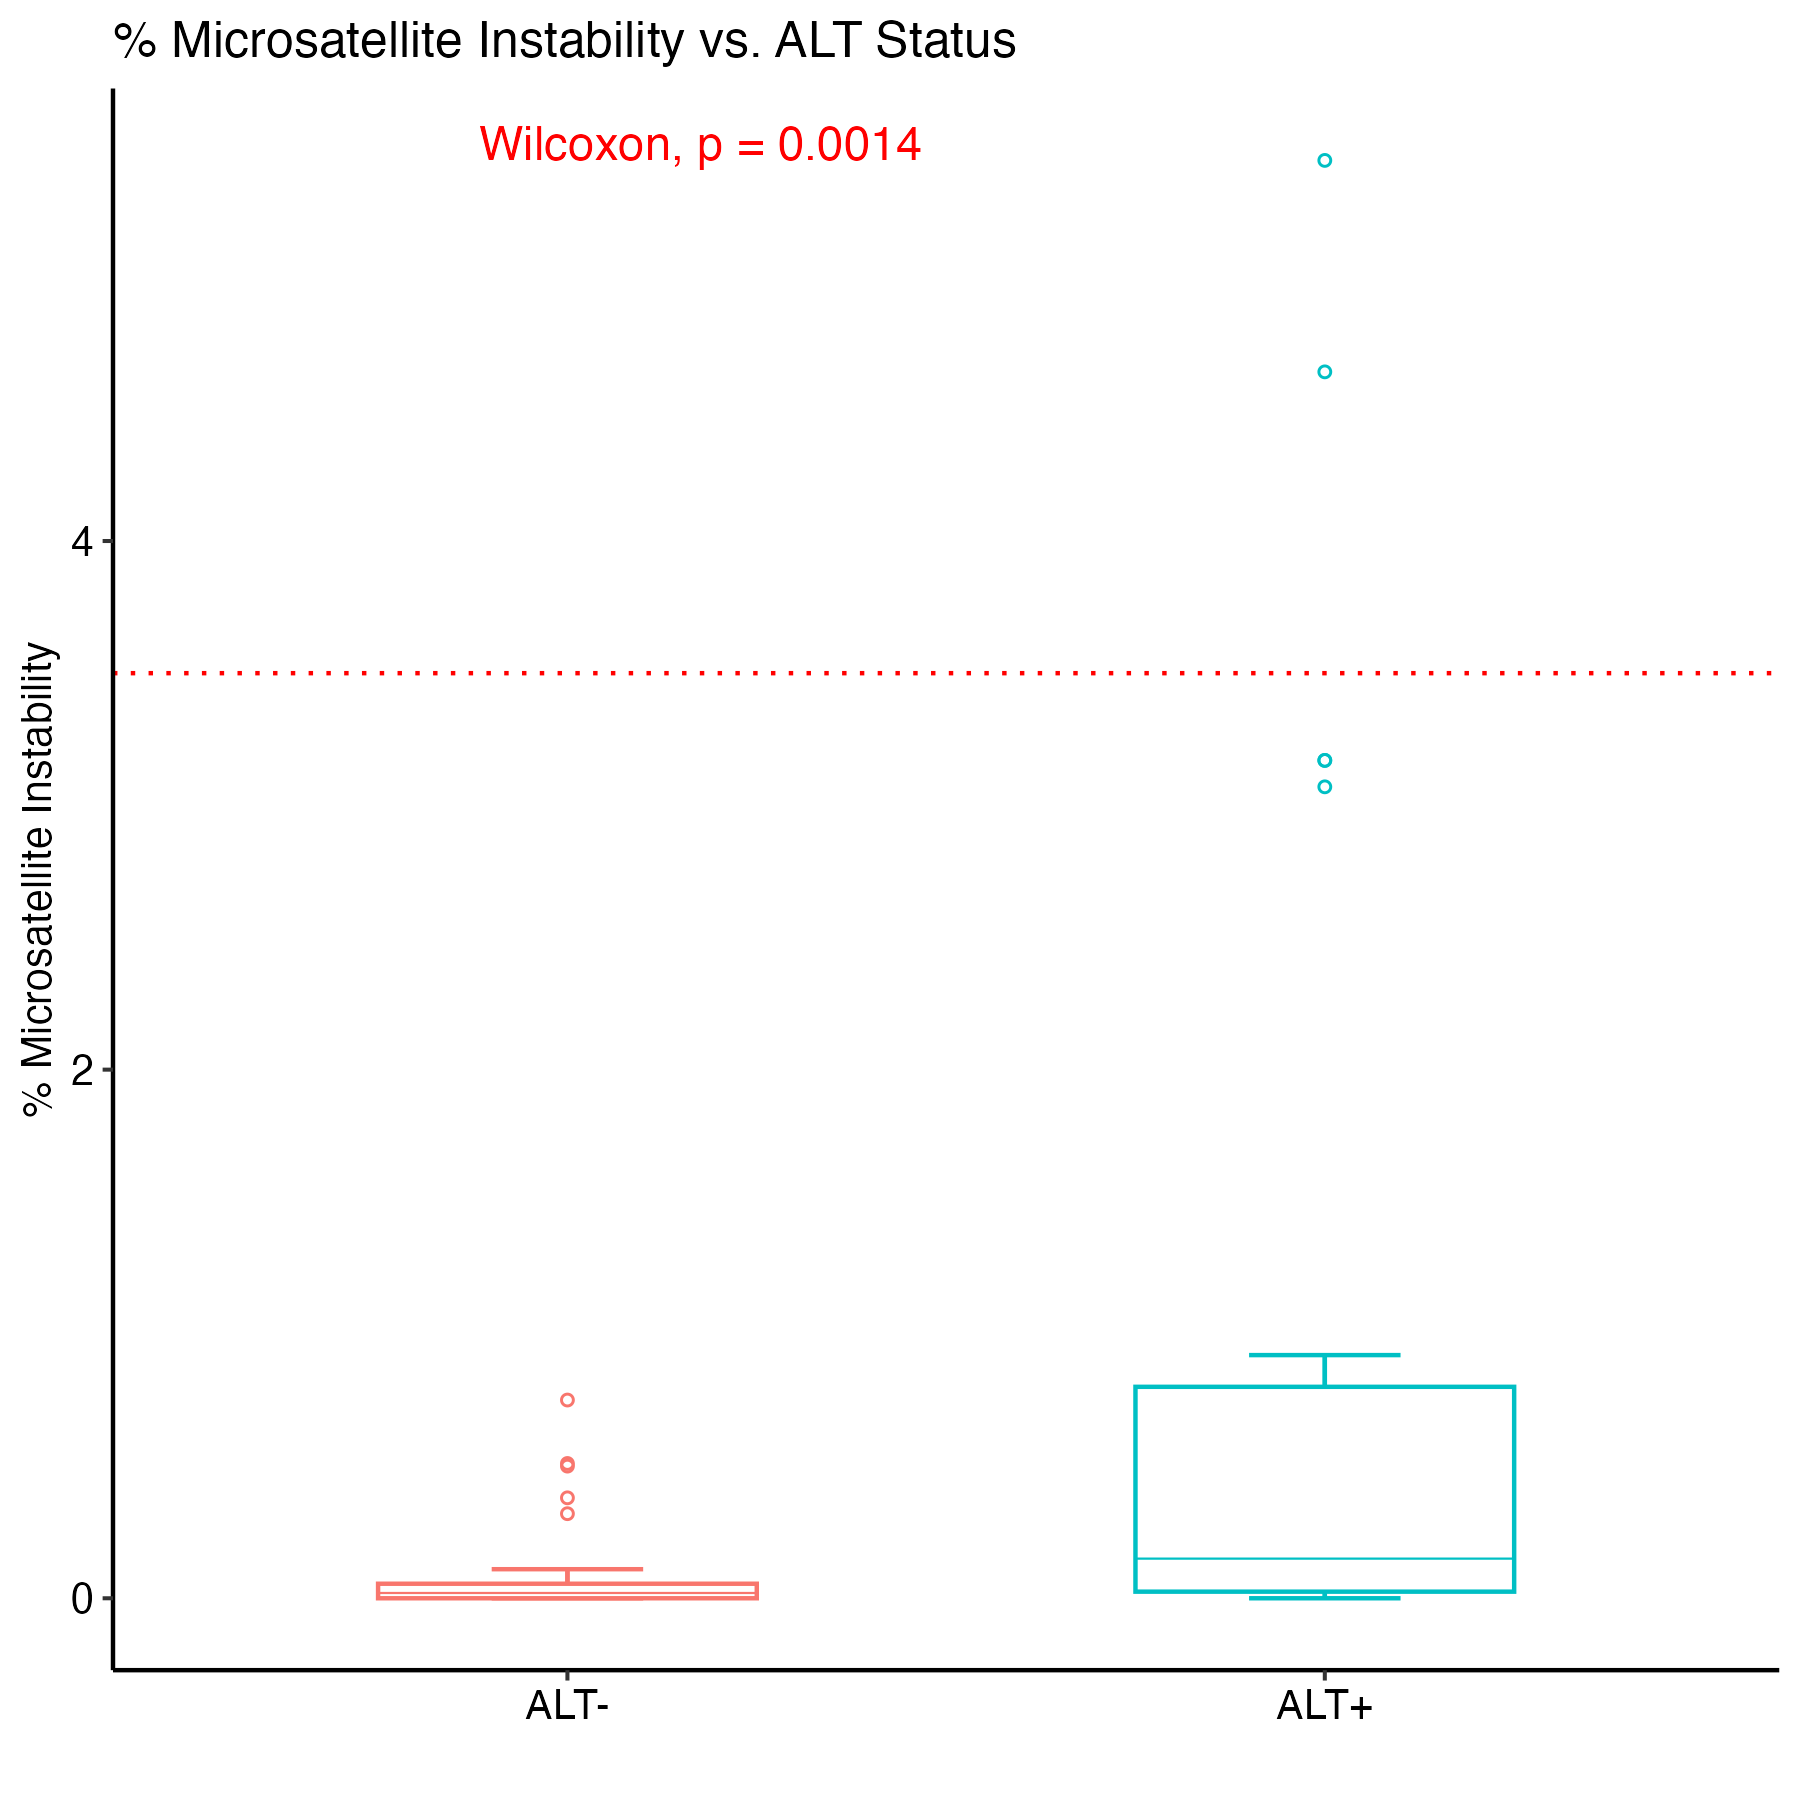 % Microsatellite Instability vs. ALT Status
Wilcoxon, p = 0.0014
% Microsatellite Instability
4
2
0
ALT-
ALT+